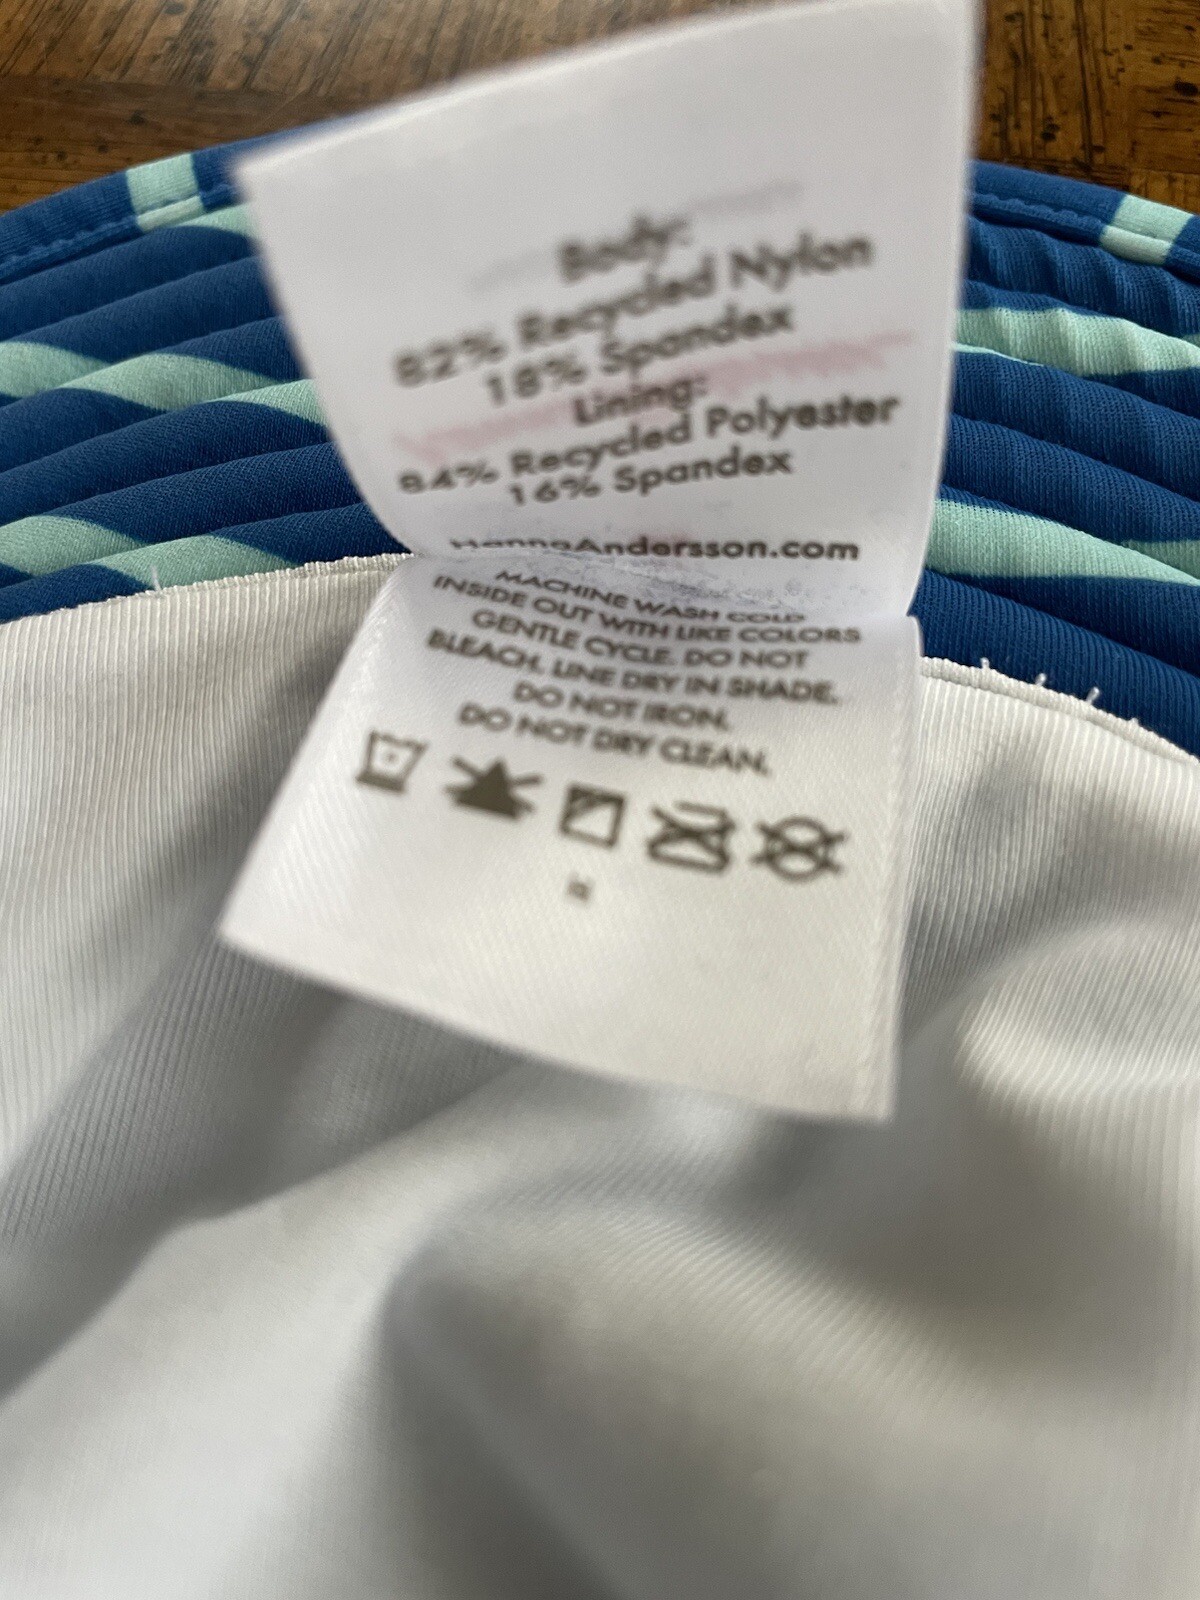 Body:
82% Recycled Nylon
18% Spandex
Lining:
84% Recycled Polyester
16% Spandex
HannaAndersson.com
MACHINE WASH COLD
INSIDE OUT WITH LIKE COLORS
GENTLE CYCLE. DO NOT
BLEACH. LINE DRY IN SHADE.
DO NOT IRON.
DO NOT DRY CLEAN.